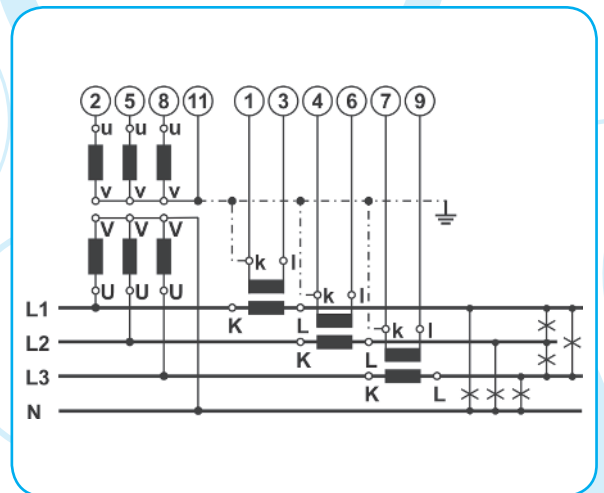 2 5 8 11 1 3 4 6 7 9
u u u
v v v
V V V
k l
U U U
k l
L1
K L
k l
L2
K L
L3
K L
N